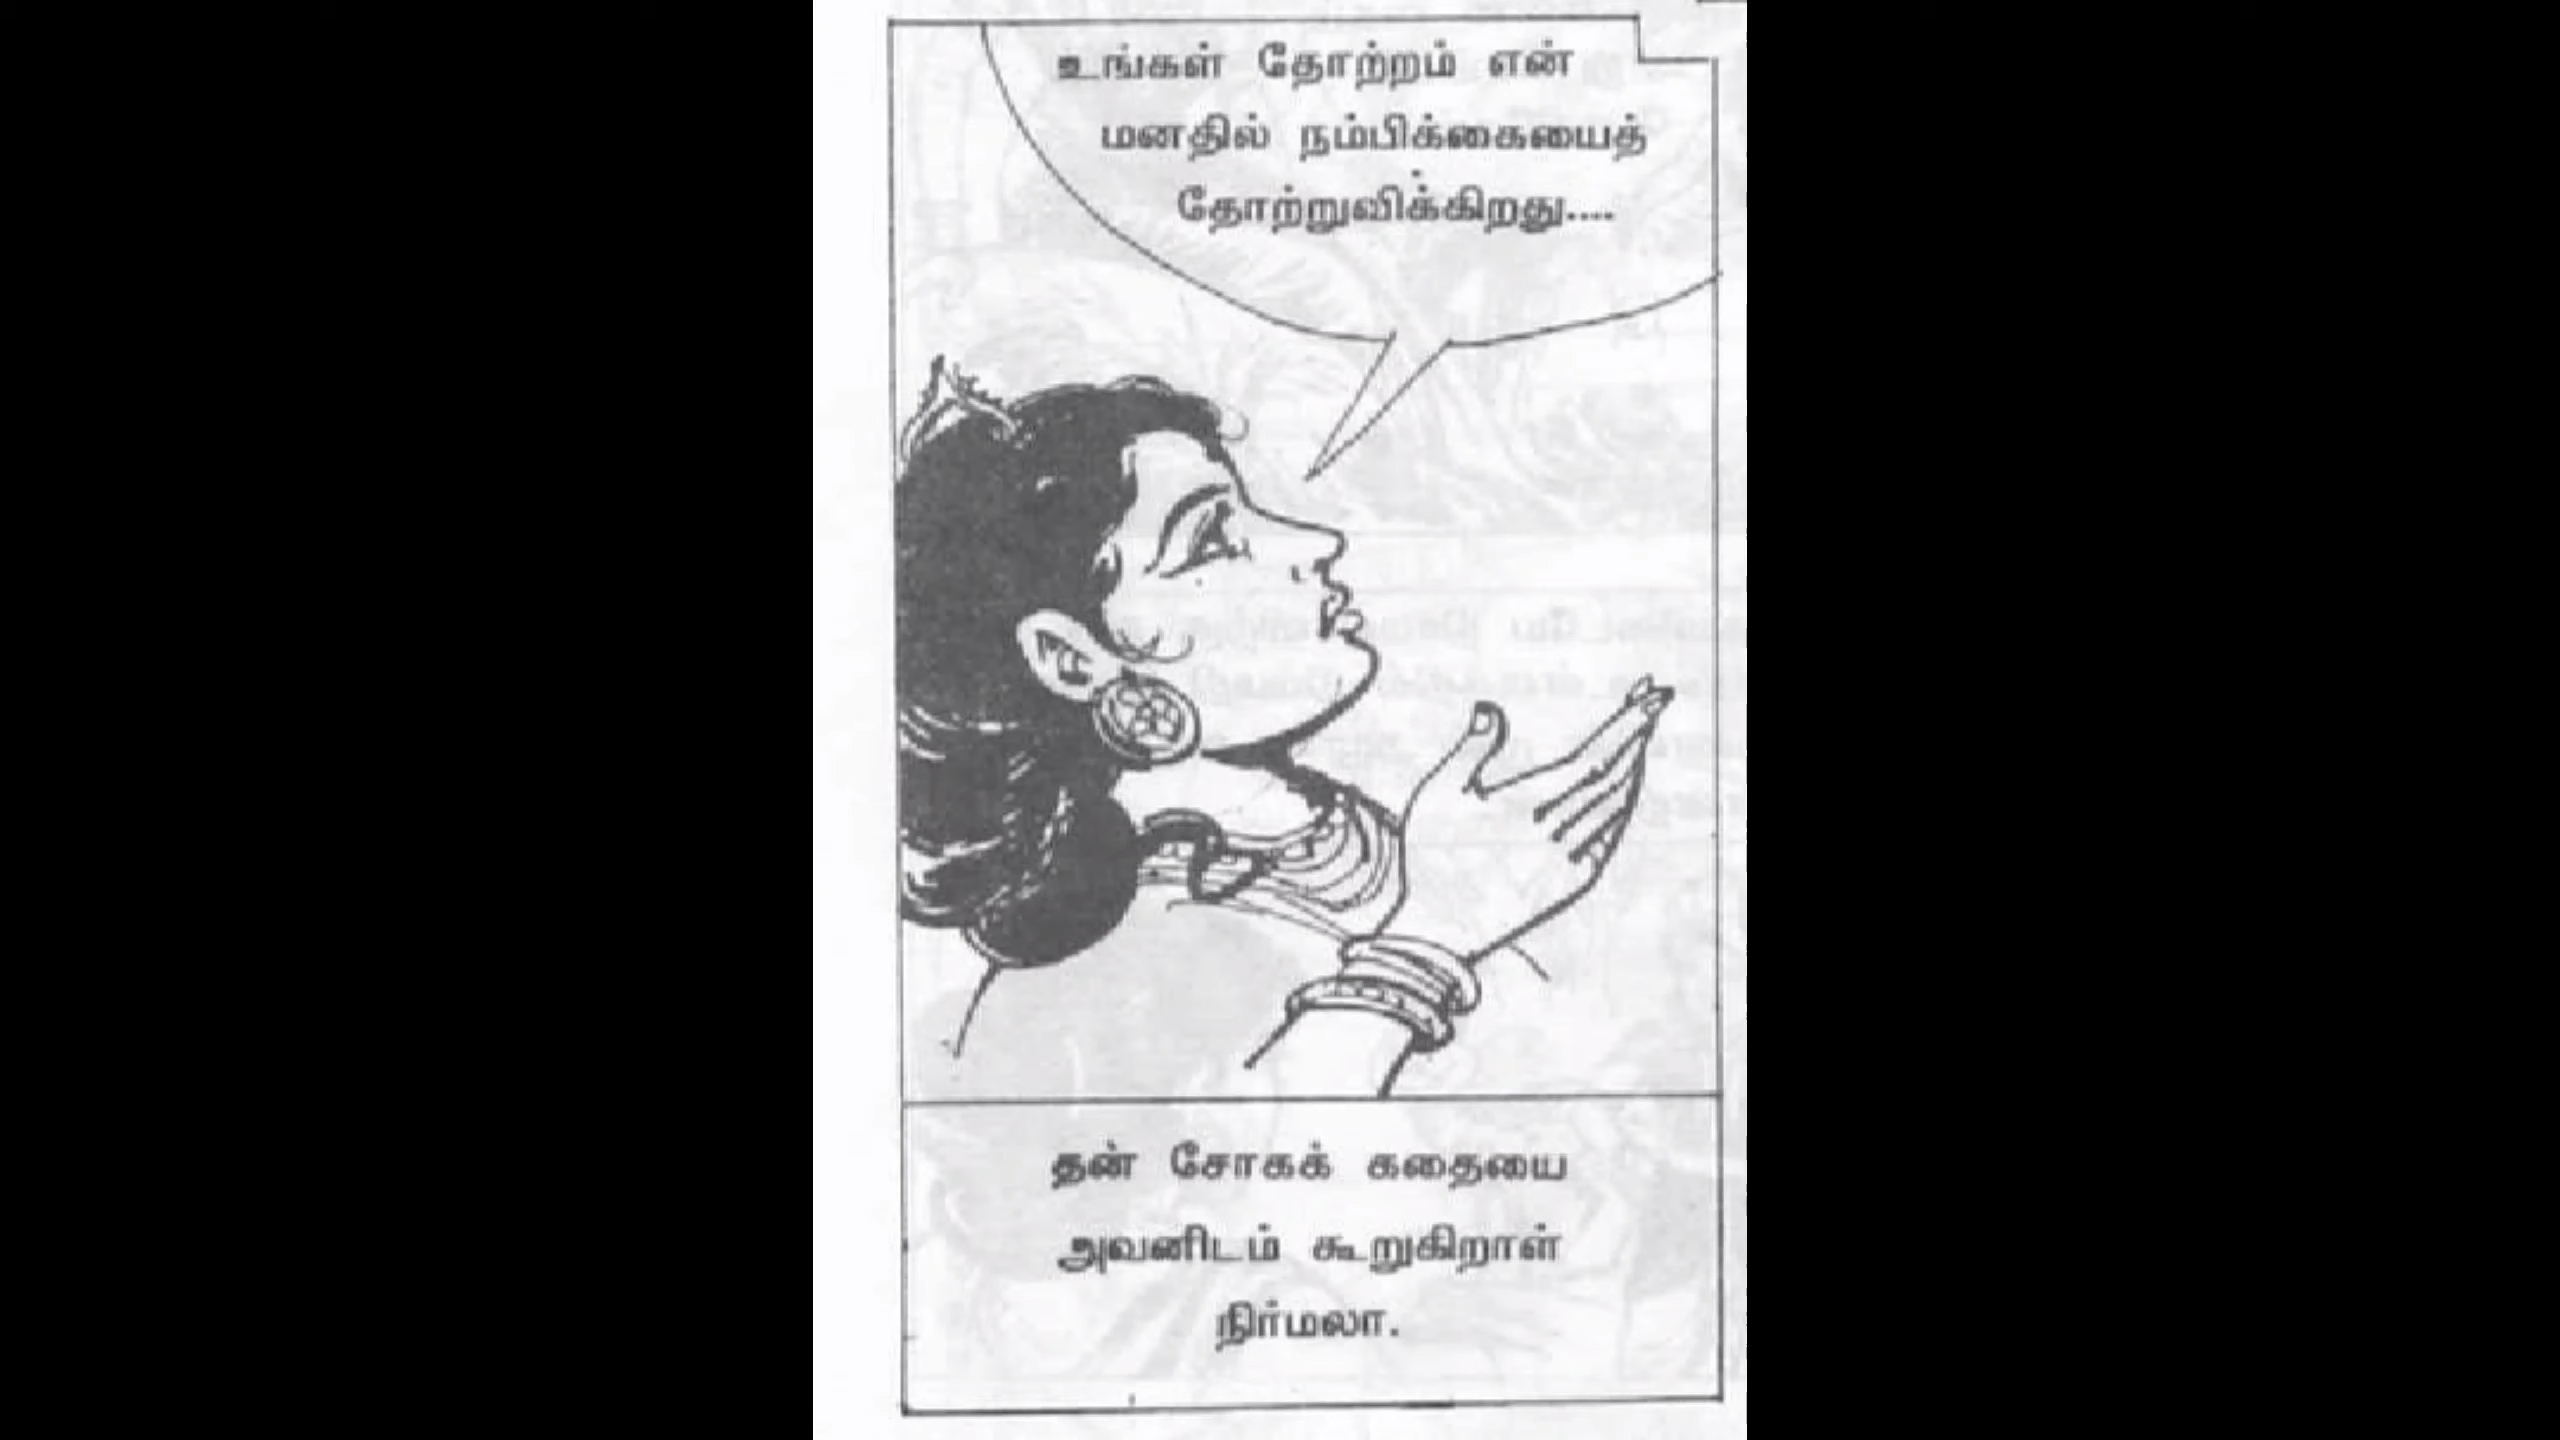 உங்கள் தோற்றம் என்
மனதில் நம்பிக்கையைத்
தோற்றுவிக்கிறது....
தன் சோகக் கதையை
அவனிடம் கூறுகிறாள்
நிர்மலா.